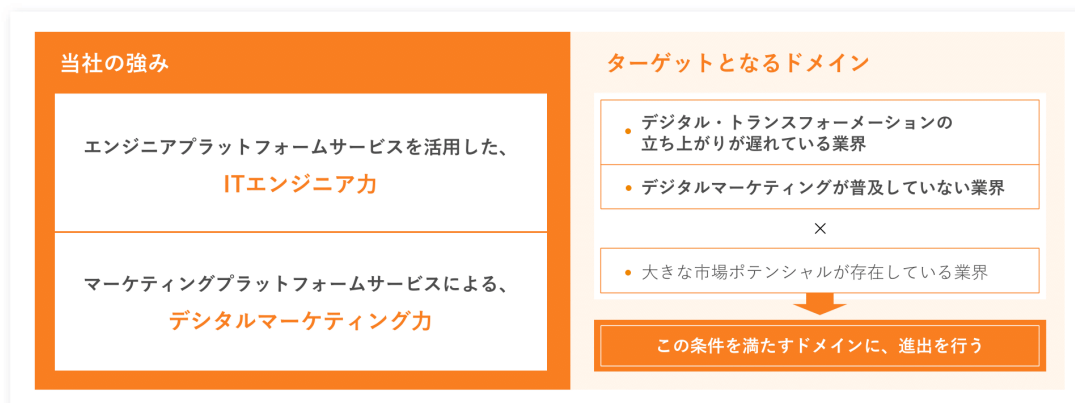 当社の強み
エンジニアプラットフォームサービスを活用した、
ITエンジニア力
マーケティングプラットフォームサービスによる、
デシタルマーケティング力
ターゲットとなるドメイン
• デジタル・トランスフォーメーションの
立ち上がりが遅れている業界
• デジタルマーケティングが普及していない業界
×
• 大きな市場ポテンシャルが存在している業界
この条件を満たすドメインに、進出を行う